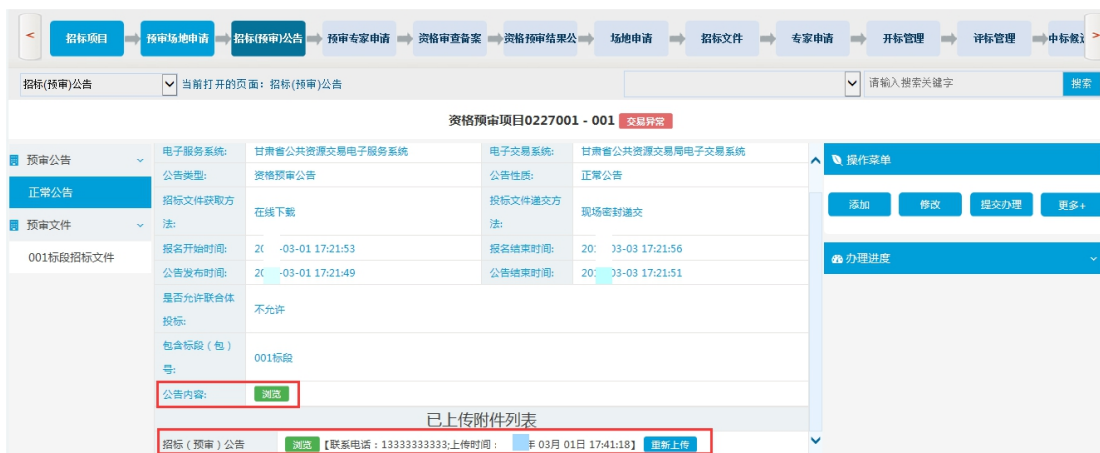 < 招标项目 预审场地申请 招标(预审)公告 预审专家申请 资格审查备案 资格预审结果公 场地申请 招标文件 专家申请 开标管理 评标管理 中标候 >
招标(预审)公告 当前打开的页面：招标(预审)公告 请输入搜索关键字 搜索
资格预审项目0227001 - 001 交易异常
预审公告
正常公告
预审文件
001标段招标文件
电子服务系统: 甘肃省公共资源交易电子服务系统 电子交易系统: 甘肃省公共资源交易局电子交易系统
公告类型: 资格预审公告 公告性质: 正常公告
招标文件获取方
法: 在线下载 投标文件递交方
法: 现场密封递交
报名开始时间: 20 -03-01 17:21:53 报名结束时间: 20 03-03 17:21:56
公告发布时间: 20 -03-01 17:21:49 公告结束时间: 20 03-03 17:21:51
是否允许联合体
投标: 不允许
包含标段（包）
号: 001标段
公告内容: 浏览
已上传附件列表
招标（预审）公告 浏览 【联系电话：13333333333;上传时间： 年 03月 01日 17:41:18】 重新上传
操作菜单
添加 修改 提交办理 更多+
办理进度